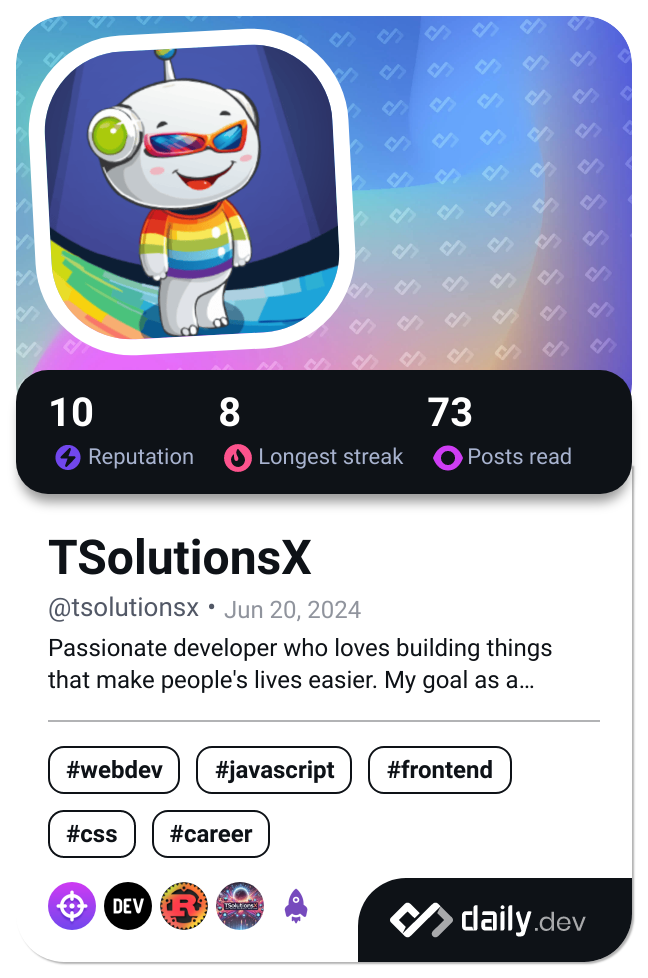 10 8 73
Reputation Longest streak Posts read
TSolutionsX
@tsolutionsx • Jun 20, 2024
Passionate developer who loves building things
that make people's lives easier. My goal as a…
#webdev #javascript #frontend
#css #career
DEV R TSolutionsX
daily.dev